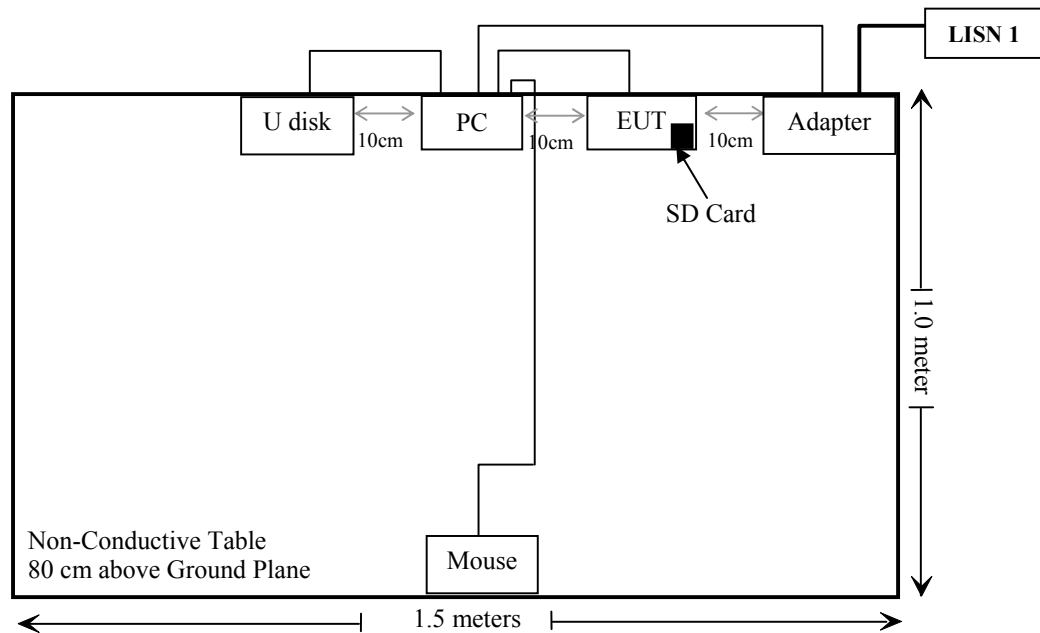 LISN 1
U disk
10cm
PC
10cm
EUT
10cm
Adapter
SD Card
1.0 meter
Non-Conductive Table
80 cm above Ground Plane
Mouse
1.5 meters